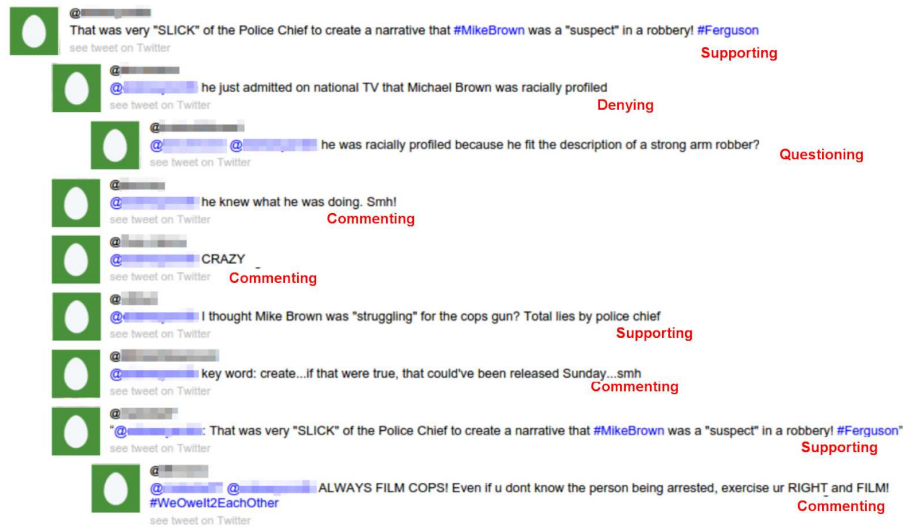 @
That was very "SLICK" of the Police Chief to create a narrative that #MikeBrown was a "suspect" in a robbery! #Ferguson
see tweet on Twitter
Supporting
@
@ he just admitted on national TV that Michael Brown was racially profiled
see tweet on Twitter
Denying
@
@ @ he was racially profiled because he fit the description of a strong arm robber?
see tweet on Twitter
Questioning
@
@ he knew what he was doing. Smh!
see tweet on Twitter
Commenting
@
@ CRAZY
see tweet on Twitter
Commenting
@
@ I thought Mike Brown was "struggling" for the cops gun? Total lies by police chief
see tweet on Twitter
Supporting
@
@ key word: create...if that were true, that could've been released Sunday...smh
see tweet on Twitter
Commenting
@
"@: That was very "SLICK" of the Police Chief to create a narrative that #MikeBrown was a "suspect" in a robbery! #Ferguson"
see tweet on Twitter
Supporting
@
@ @ ALWAYS FILM COPS! Even if u dont know the person being arrested, exercise ur RIGHT and FILM!
#WeOweIt2EachOther
see tweet on Twitter
Commenting